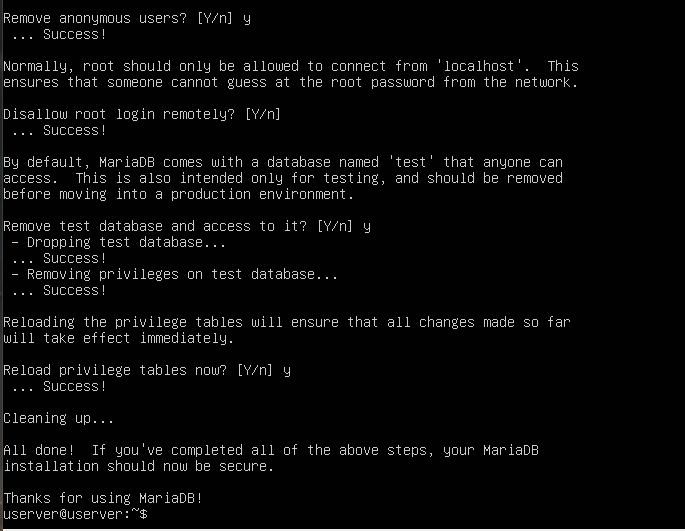 Remove anonymous users? [Y/n] y
 ... Success!
Normally, root should only be allowed to connect from 'localhost'.  This
ensures that someone cannot guess at the root password from the network.
Disallow root login remotely? [Y/n]
 ... Success!
By default, MariaDB comes with a database named 'test' that anyone can
access.  This is also intended only for testing, and should be removed
before moving into a production environment.
Remove test database and access to it? [Y/n] y
 - Dropping test database...
 ... Success!
 - Removing privileges on test database...
 ... Success!
Reloading the privilege tables will ensure that all changes made so far
will take effect immediately.
Reload privilege tables now? [Y/n] y
 ... Success!
Cleaning up...
All done!  If you've completed all of the above steps, your MariaDB
installation should now be secure.
Thanks for using MariaDB!
userver@userver:~$